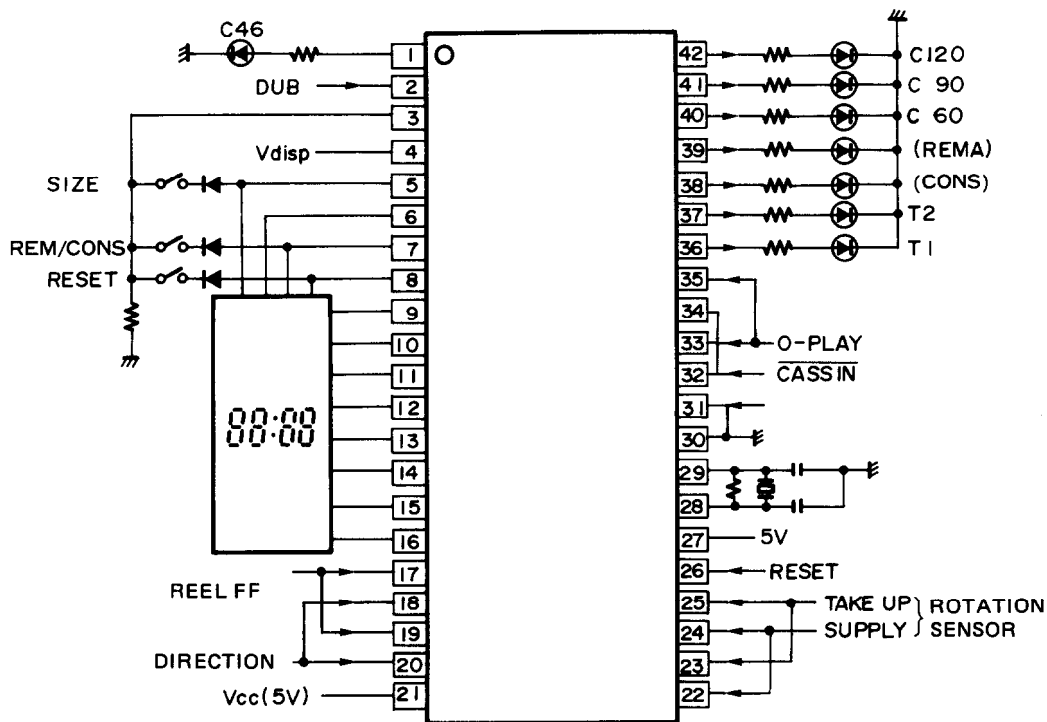 C46
1
42
C120
DUB
2
41
C 90
3
40
C 60
Vdisp
4
39
(REMA)
SIZE
5
38
(CONS)
6
37
T2
REM/CONS
7
36
T1
RESET
8
35
9
34
10
33
O-PLAY
11
32
CASSIN
12
31
88:88
13
30
14
29
15
28
16
27
5V
REEL FF
17
26
RESET
18
25
TAKE UP
ROTATION
19
24
SUPPLY
SENSOR
DIRECTION
20
23
Vcc(5V)
21
22